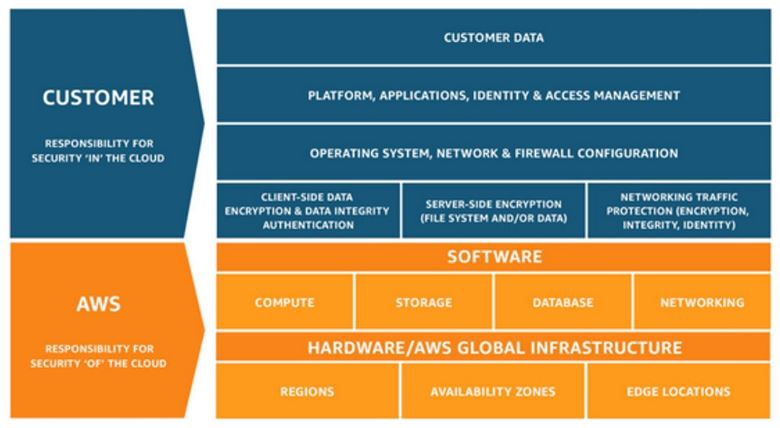 CUSTOMER
RESPONSIBILITY FOR
SECURITY ‘IN’ THE CLOUD
CUSTOMER DATA
PLATFORM, APPLICATIONS, IDENTITY & ACCESS MANAGEMENT
OPERATING SYSTEM, NETWORK & FIREWALL CONFIGURATION
CLIENT-SIDE DATA
ENCRYPTION & DATA INTEGRITY
AUTHENTICATION
SERVER-SIDE ENCRYPTION
(FILE SYSTEM AND/OR DATA)
NETWORKING TRAFFIC
PROTECTION (ENCRYPTION,
INTEGRITY, IDENTITY)
AWS
RESPONSIBILITY FOR
SECURITY ‘OF’ THE CLOUD
SOFTWARE
COMPUTE
STORAGE
DATABASE
NETWORKING
HARDWARE/AWS GLOBAL INFRASTRUCTURE
REGIONS
AVAILABILITY ZONES
EDGE LOCATIONS